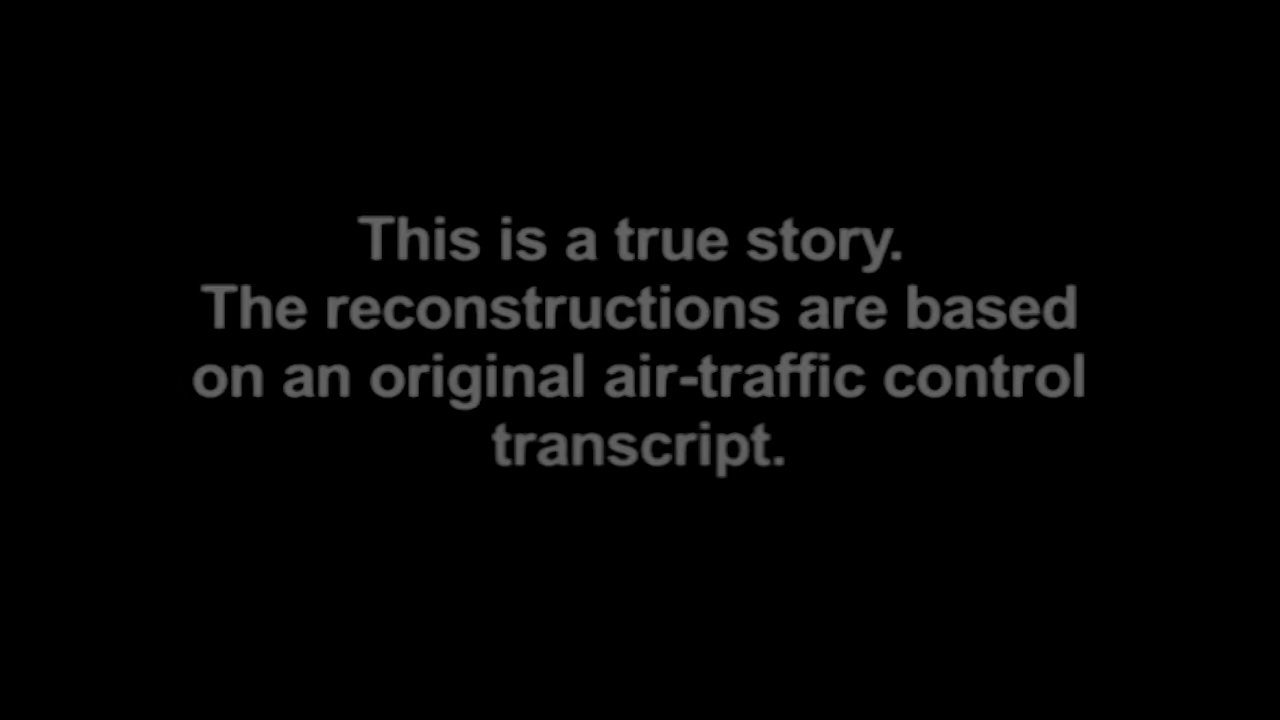 This is a true story.
The reconstructions are based
on an original air-traffic control
transcript.